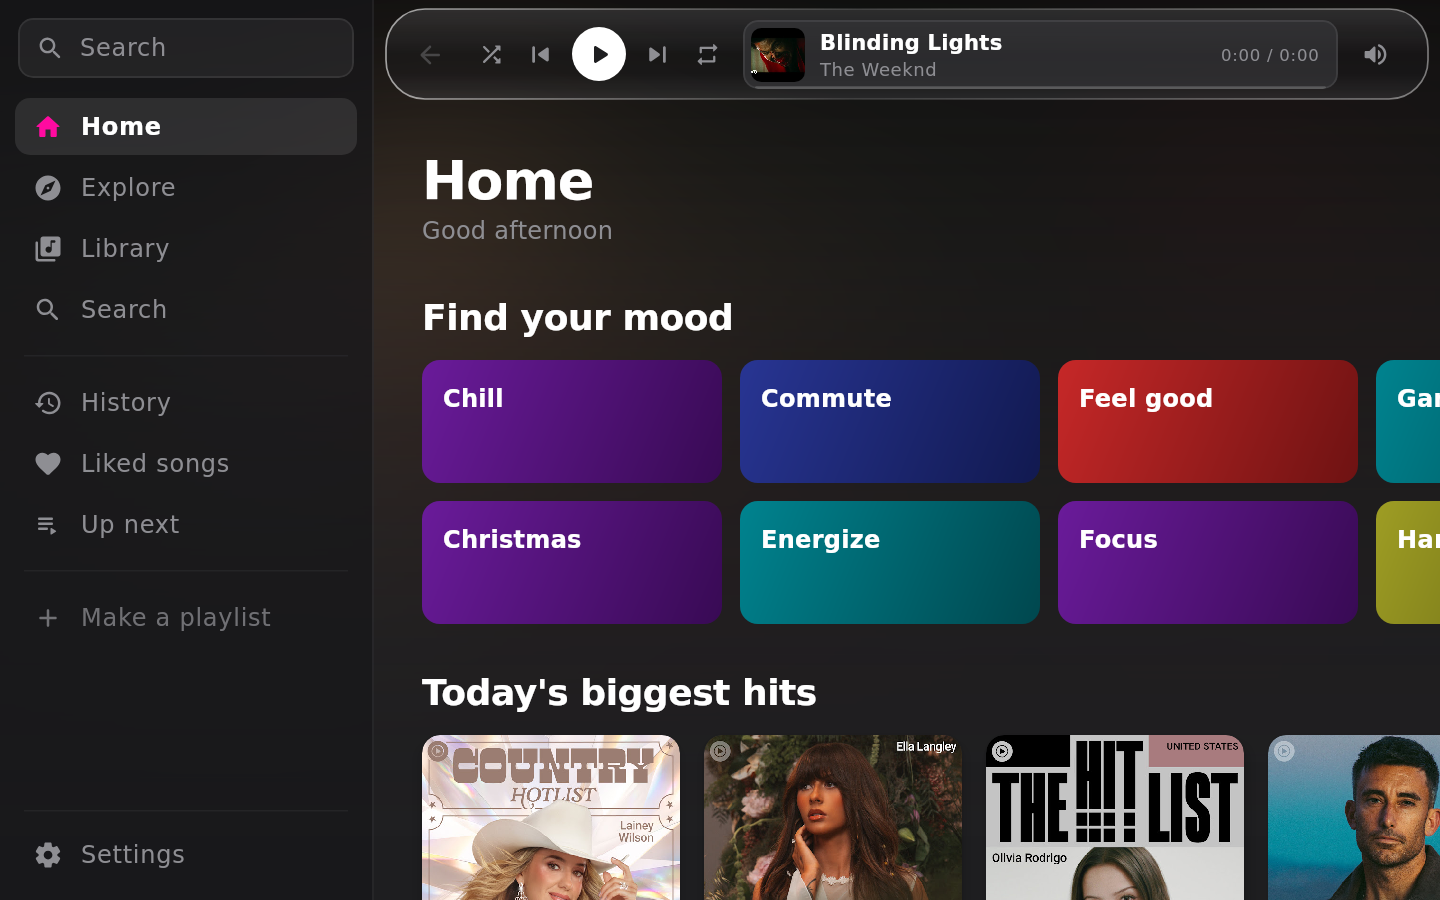 Search
Home
Explore
Library
Search
History
Liked songs
Up next
Make a playlist
Settings
Blinding Lights
The Weeknd
0:00 / 0:00
Home
Good afternoon
Find your mood
Chill
Commute
Feel good
Gar
Christmas
Energize
Focus
Har
Today's biggest hits
COUNTRY
HOTLIST
Lainey
Wilson
Ella Langley
UNITED STATES
THE HIT LIST
Olivia Rodrigo